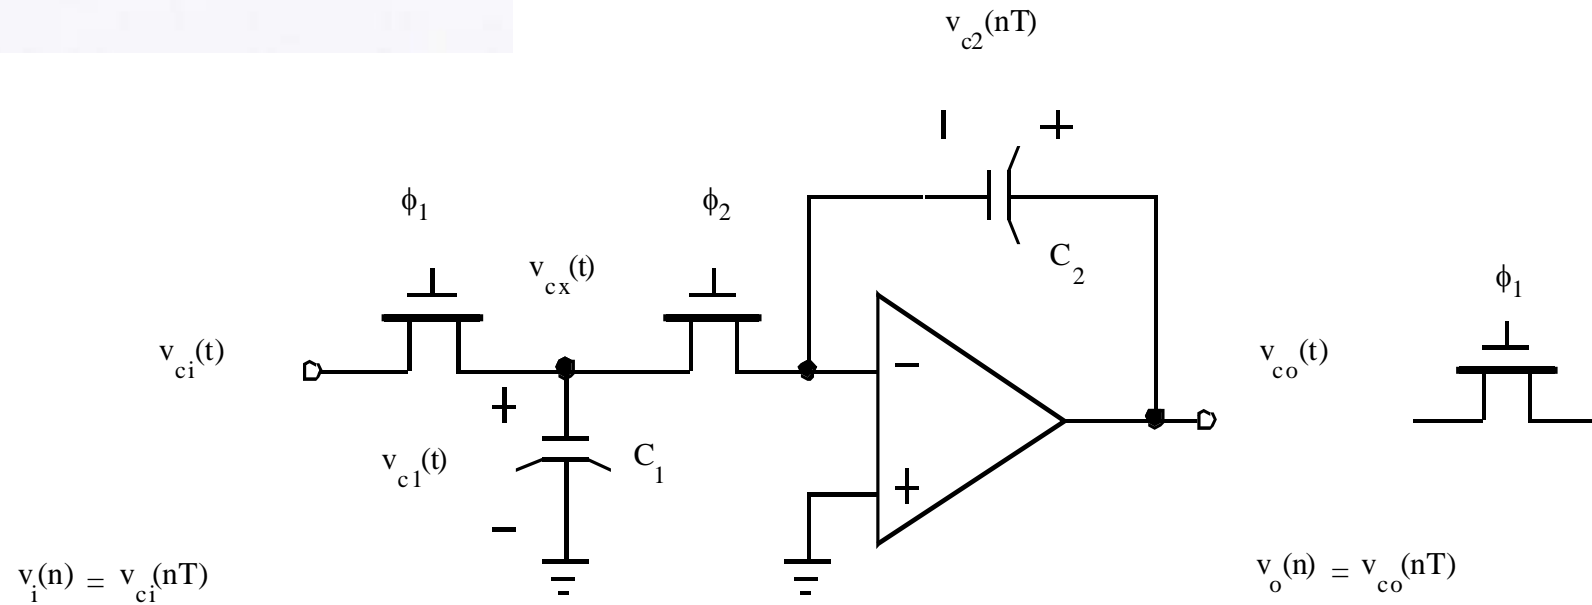 v_c2(nT)
− +
ϕ_1 ϕ_2
C_2
v_cx(t)
ϕ_1
v_ci(t)
v_co(t)
−
+
v_c1(t) C_1
+
−
v_i(n) = v_ci(nT)
v_o(n) = v_co(nT)